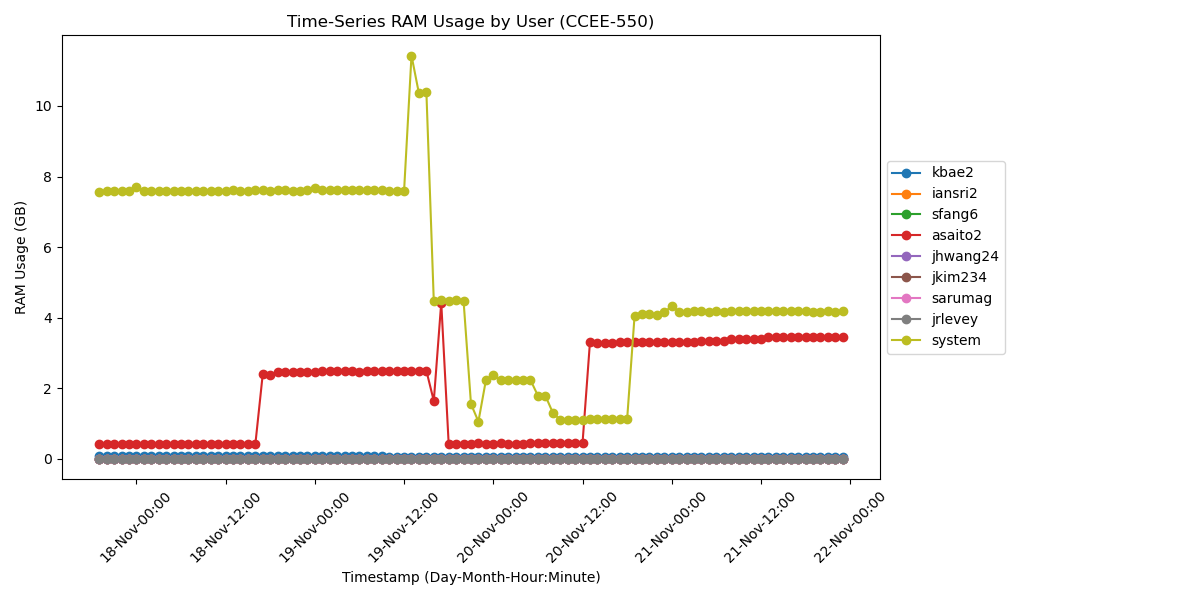 Time-Series RAM Usage by User (CCEE-550)
RAM Usage (GB)
10
8
6
4
2
0
18-Nov-00:00
18-Nov-12:00
19-Nov-00:00
19-Nov-12:00
20-Nov-00:00
20-Nov-12:00
21-Nov-00:00
21-Nov-12:00
22-Nov-00:00
Timestamp (Day-Month-Hour:Minute)
kbae2
iansri2
sfang6
asaito2
jhwang24
jkim234
sarumag
jrlevey
system